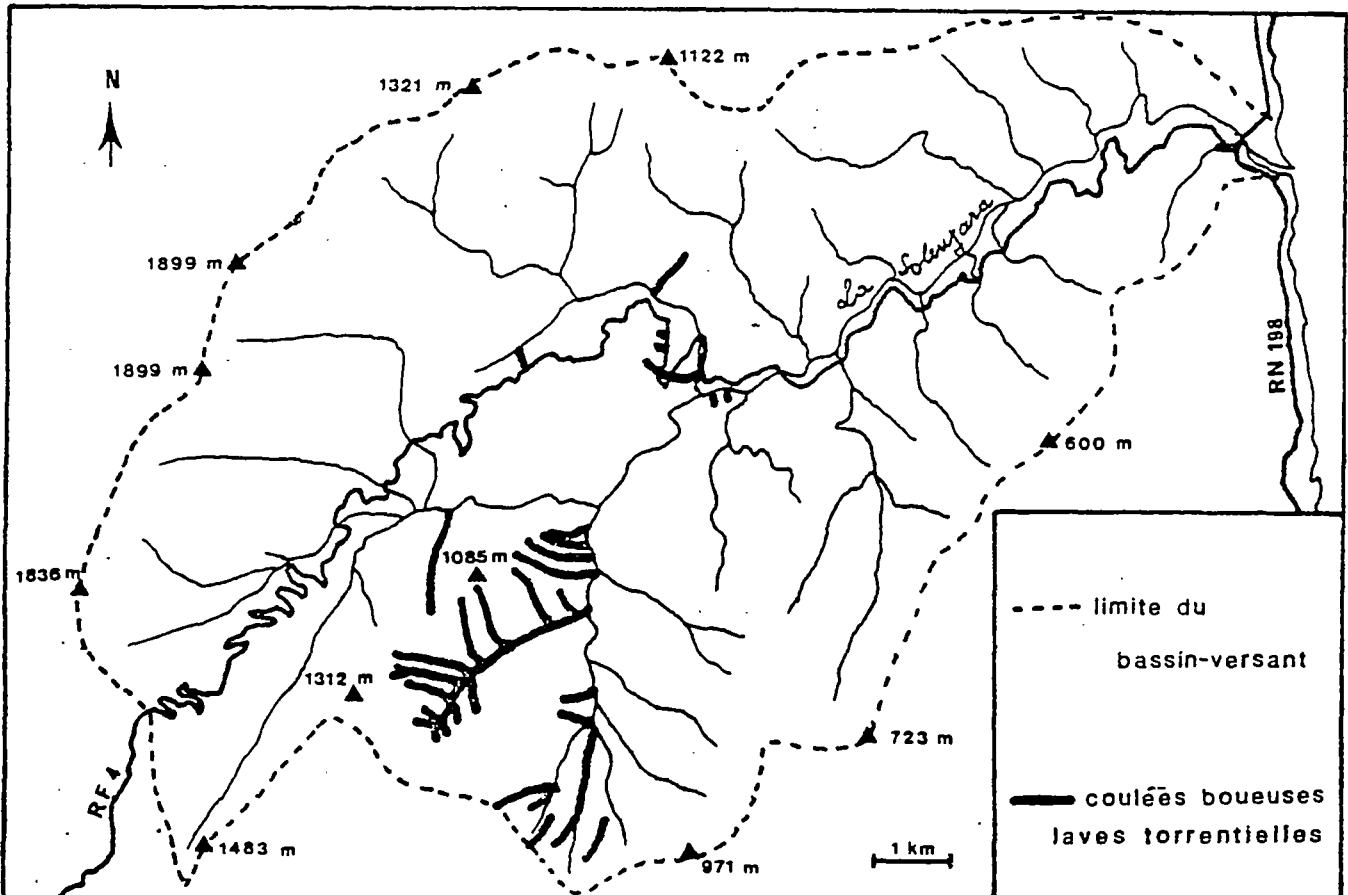 N
1122 m
1321 m
1899 m
La Solenzara
1899 m
RN 198
600 m
1085 m
1836 m
limite du
bassin-versant
1312 m
723 m
RF 4
coulées boueuses
laves torrentielles
1483 m
971 m
1 km